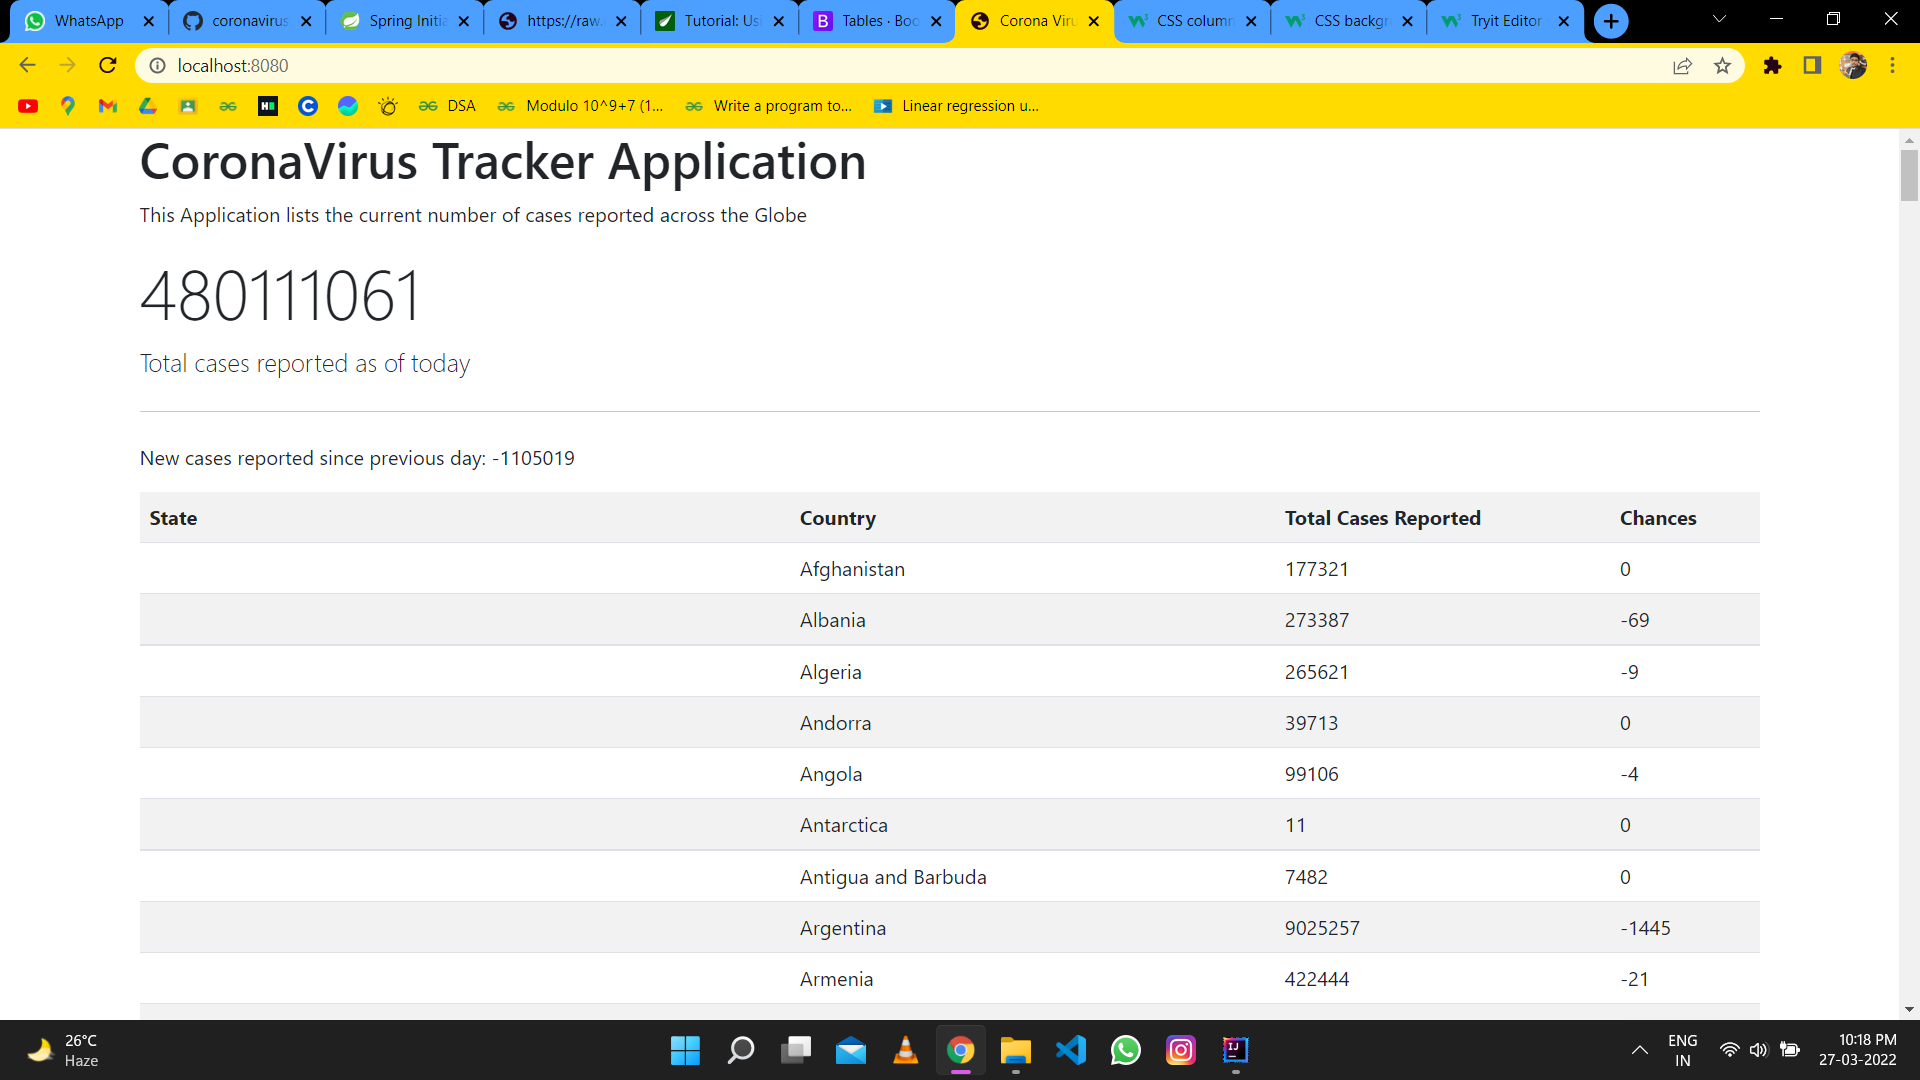 WhatsApp
coronavirus
Spring Initia
https://raw.
Tutorial: Usi
Tables · Boo
Corona Viru
CSS column
CSS backgr
Tryit Editor
localhost:8080
DSA
Modulo 10^9+7 (1...
Write a program to...
Linear regression u...
CoronaVirus Tracker Application
This Application lists the current number of cases reported across the Globe
480111061
Total cases reported as of today
New cases reported since previous day: -1105019
State Country Total Cases Reported Chances
Afghanistan 177321 0
Albania 273387 -69
Algeria 265621 -9
Andorra 39713 0
Angola 99106 -4
Antarctica 11 0
Antigua and Barbuda 7482 0
Argentina 9025257 -1445
Armenia 422444 -21
26°C
Haze
ENG
IN
10:18 PM
27-03-2022